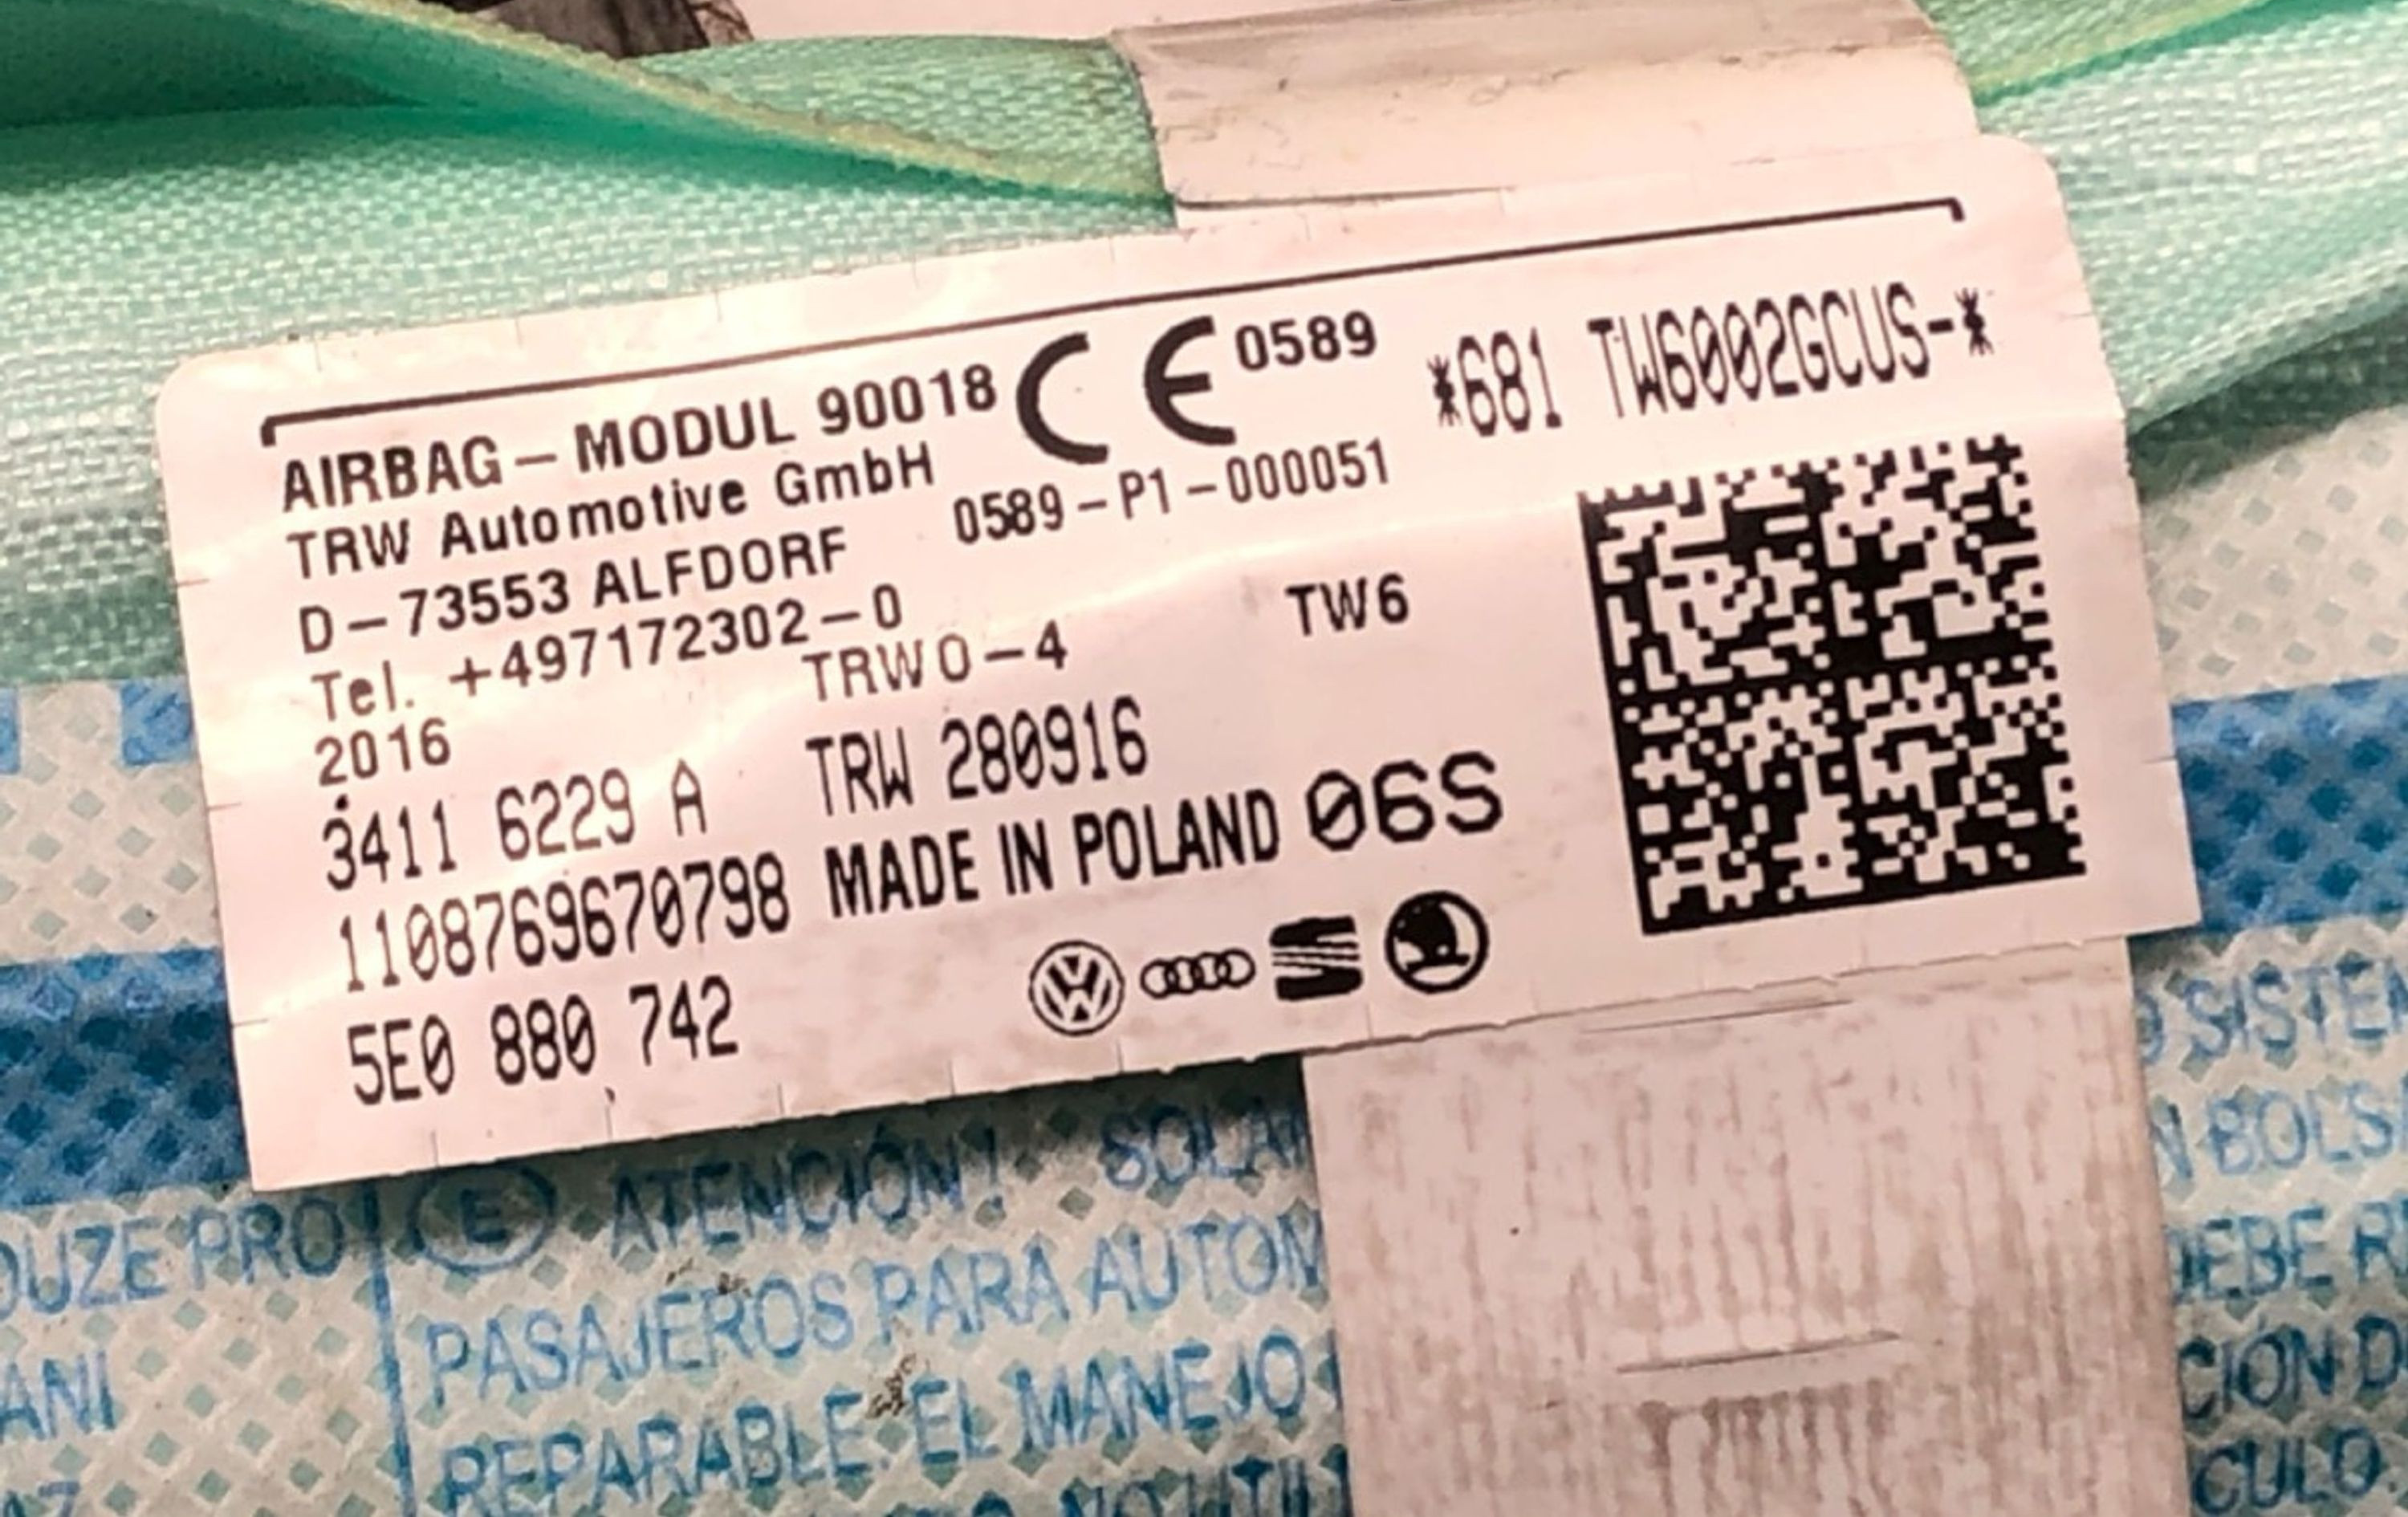 AIRBAG – MODUL 90018 CE 0589
*681 TW6002GCUS-*
TRW Automotive GmbH
0589 – P1 – 000051
D – 73553 ALFDORF
Tel. +497172302 – 0
TRWO – 4
TW6
2016
3411 6229 A TRW 280916
1108769670798 MADE IN POLAND 06S
5E0 880 742
E ATENCIÓN!
PRO
PASAJEROS PARA
REPARABLE. EL MANEJO